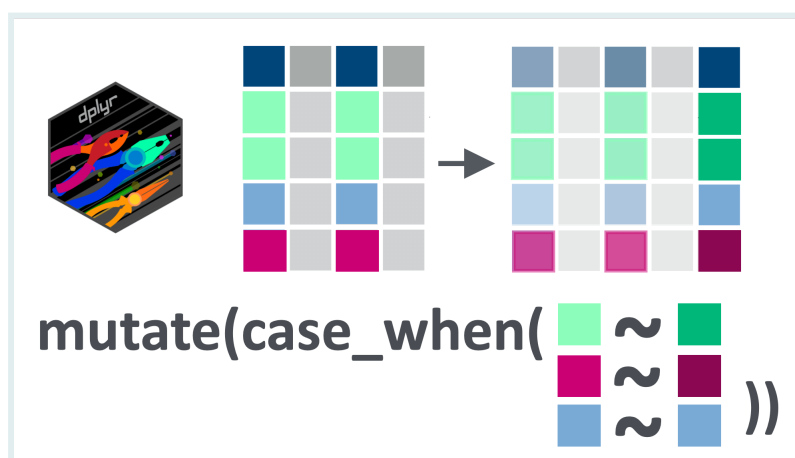 dplyr
mutate(case_when( ~
~
~ ))